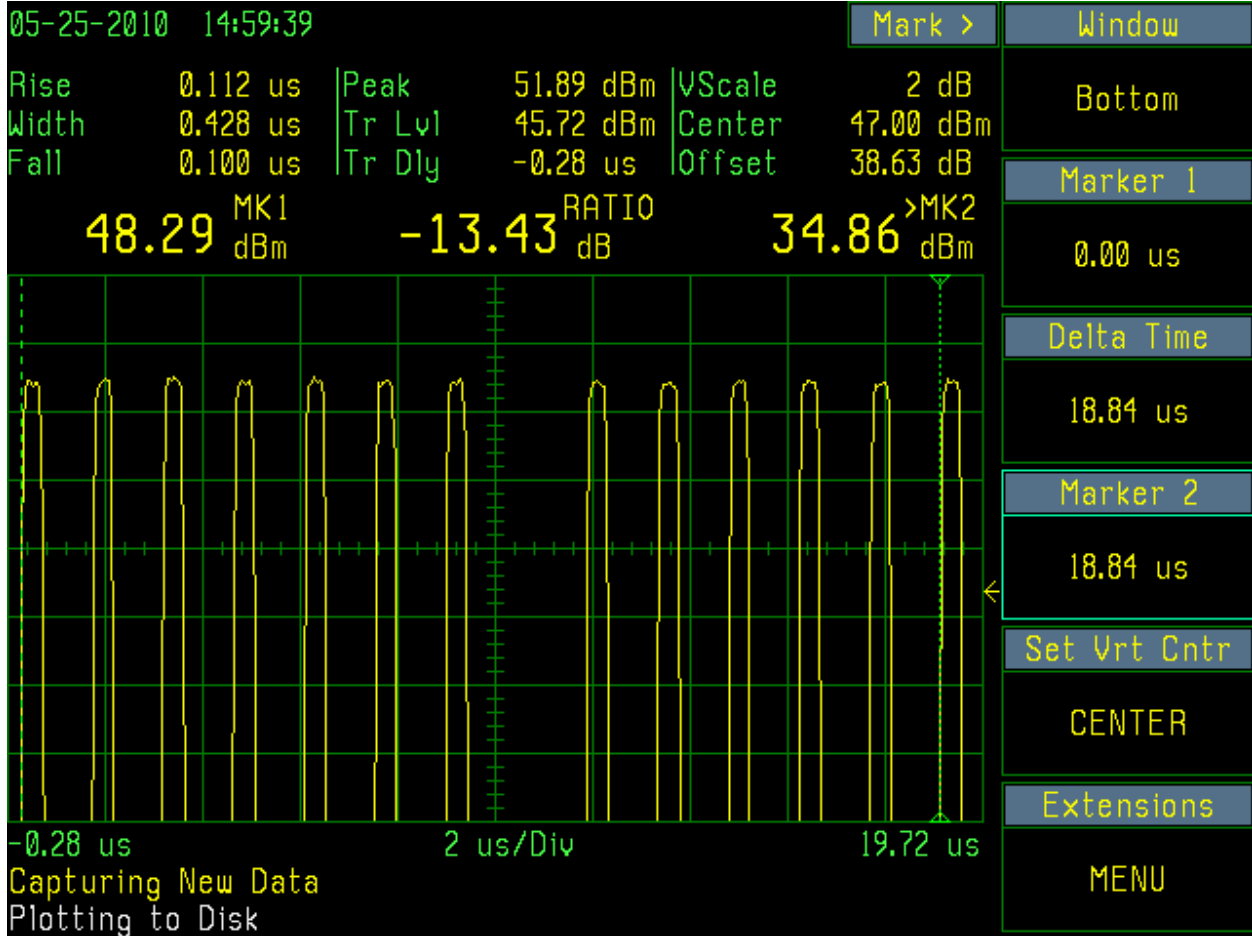 05-25-2010 14:59:39 Mark >
Rise 0.112 us Peak 51.89 dBm VScale 2 dB
Width 0.428 us Tr Lvl 45.72 dBm Center 47.00 dBm
Fall 0.100 us Tr Dly -0.28 us Offset 38.63 dB
48.29 MK1 dBm -13.43 RATIO dB 34.86 >MK2 dBm
-0.28 us 2 us/Div 19.72 us
Capturing New Data
Plotting to Disk
Window
Bottom
Marker 1
0.00 us
Delta Time
18.84 us
Marker 2
18.84 us
Set Vrt Cntr
CENTER
Extensions
MENU